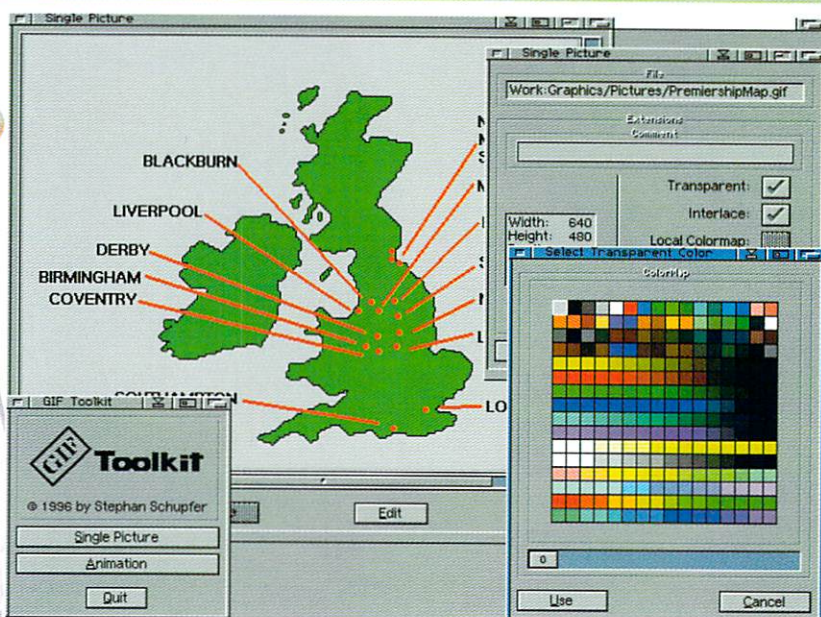 Single Picture
BLACKBURN
LIVERPOOL
DERBY
BIRMINGHAM
COVENTRY
LO
Edit
Single Picture
File
Work:Graphics/Pictures/PremiershipMap.gif
Extensions
Comment
Transparent:
Interlace:
Local Colormap:
Width: 640
Height: 480
Select Transparent Color
ColorMap
0
Use
Cancel
GIF Toolkit
GIF Toolkit
© 1996 by Stephan Schupfer
Single Picture
Animation
Quit